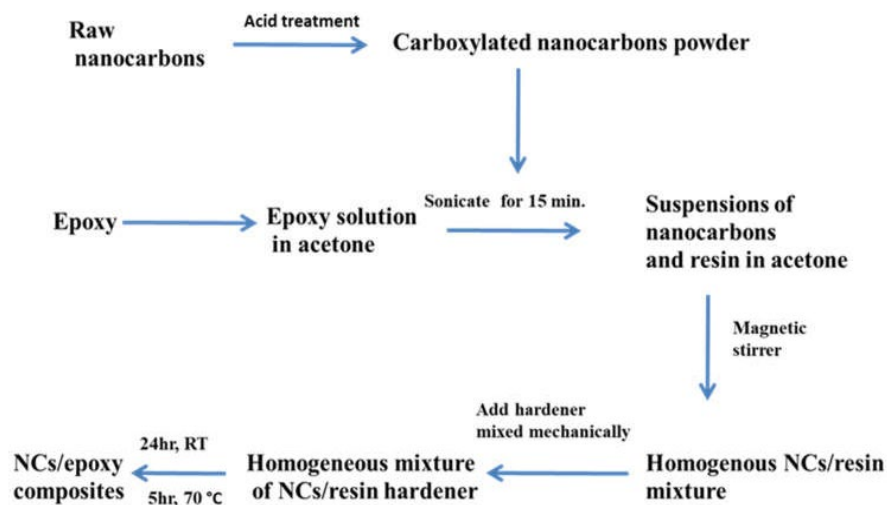 Raw
nanocarbons
Acid treatment
Carboxylated nanocarbons powder
Epoxy
Epoxy solution
in acetone
Sonicate for 15 min.
Suspensions of
nanocarbons
and resin in acetone
Magnetic
stirrer
Homogenous NCs/resin
mixture
Add hardener
mixed mechanically
Homogeneous mixture
of NCs/resin hardener
24hr, RT
5hr, 70 °C
NCs/epoxy
composites